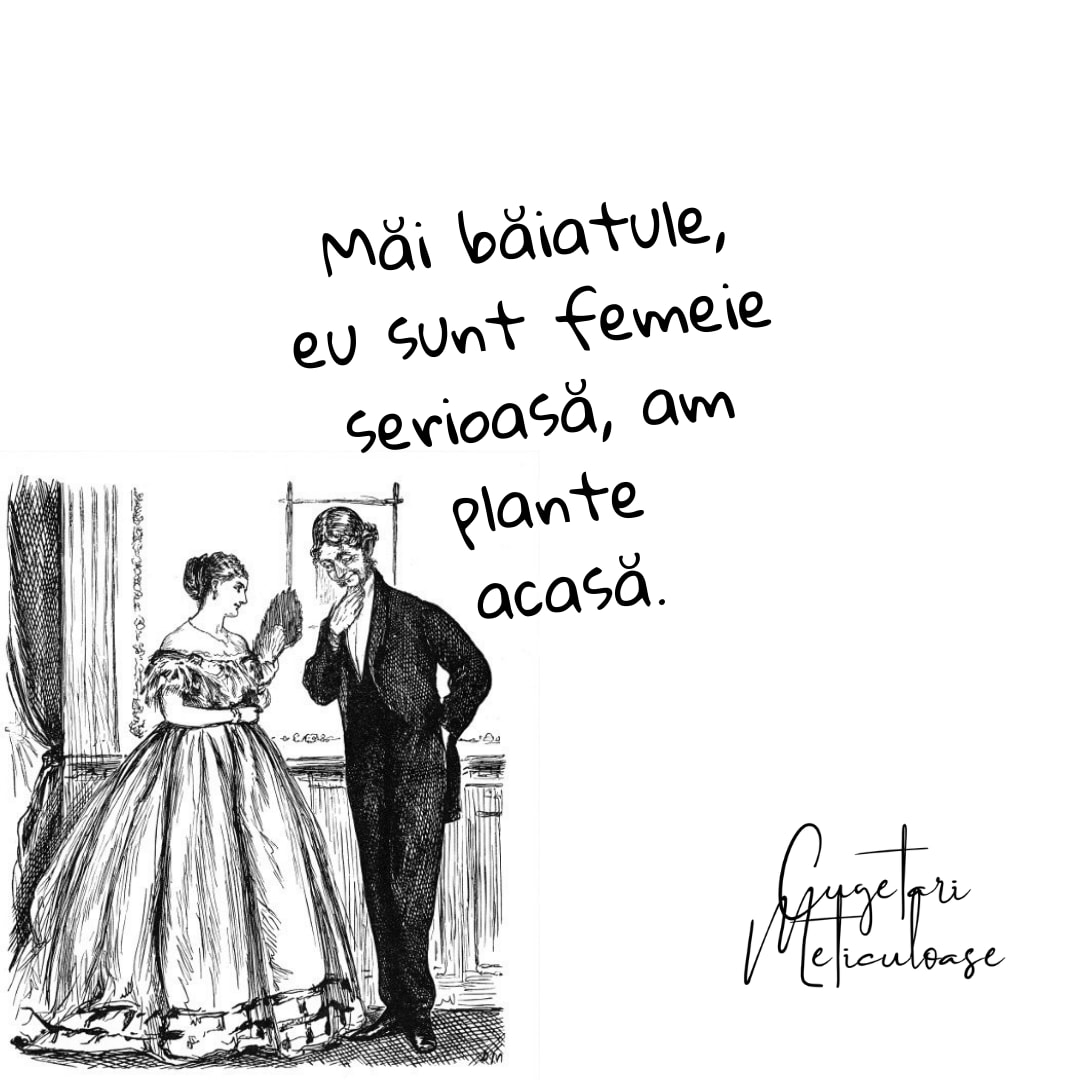 Măi băiatule,
eu sunt femeie
serioasă, am
plante
acasă.
Cugetari
Meticuloase